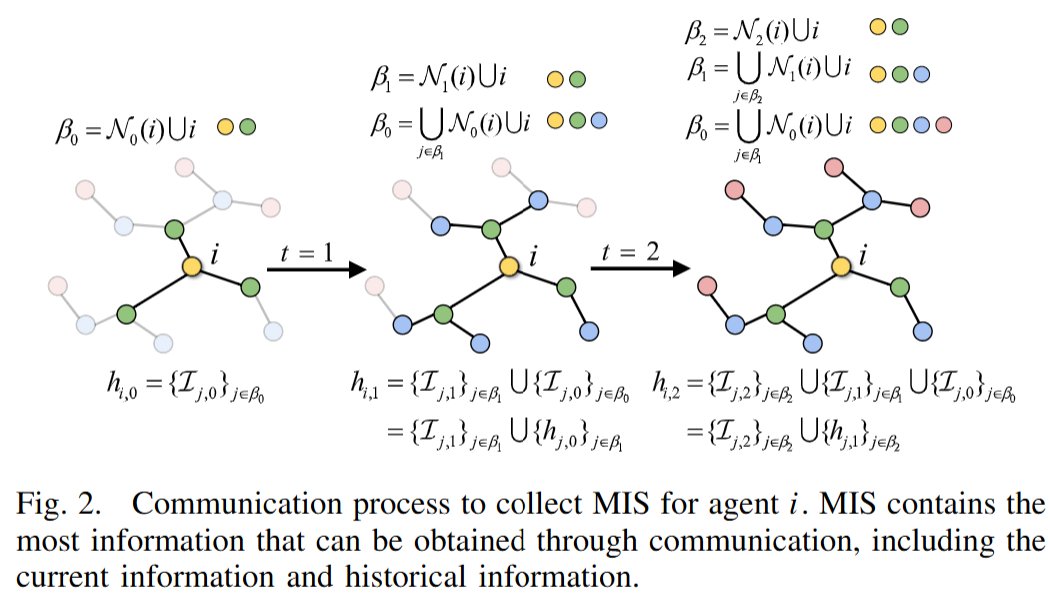 β₀ = 𝒩₀(i)∪i
β₁ = 𝒩₁(i)∪i
β₀ = ⋃_{j∈β₁} 𝒩₀(i)∪i
β₂ = 𝒩₂(i)∪i
β₁ = ⋃_{j∈β₂} 𝒩₁(i)∪i
β₀ = ⋃_{j∈β₁} 𝒩₀(i)∪i
i
t = 1
i
t = 2
i
h_{i,0} = {ℐ_{j,0}}_{j∈β₀}
h_{i,1} = {ℐ_{j,1}}_{j∈β₁} ∪{ℐ_{j,0}}_{j∈β₀}
= {ℐ_{j,1}}_{j∈β₁} ∪{h_{j,0}}_{j∈β₁}
h_{i,2} = {ℐ_{j,2}}_{j∈β₂} ∪{ℐ_{j,1}}_{j∈β₁} ∪{ℐ_{j,0}}_{j∈β₀}
= {ℐ_{j,2}}_{j∈β₂} ∪{h_{j,1}}_{j∈β₂}
Fig. 2. Communication process to collect MIS for agent i. MIS contains the
most information that can be obtained through communication, including the
current information and historical information.